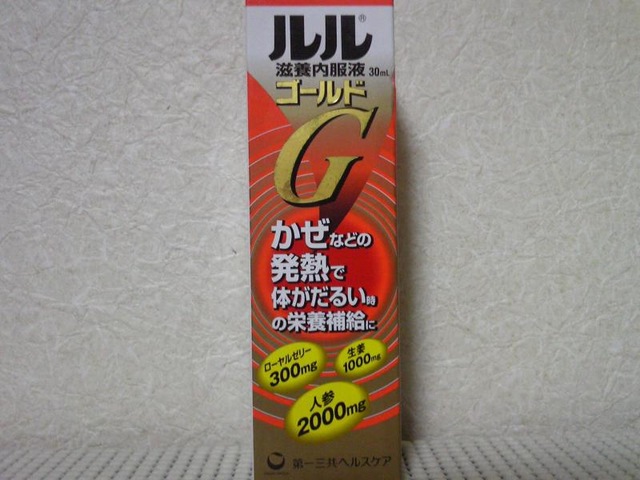 ルル®
滋養内服液 30mL
ゴールド
G
かぜなどの
発熱で
体がだるい時
の栄養補給に
ローヤルゼリー
300mg
生姜
1000mg
人参
2000mg
第一三共ヘルスケア